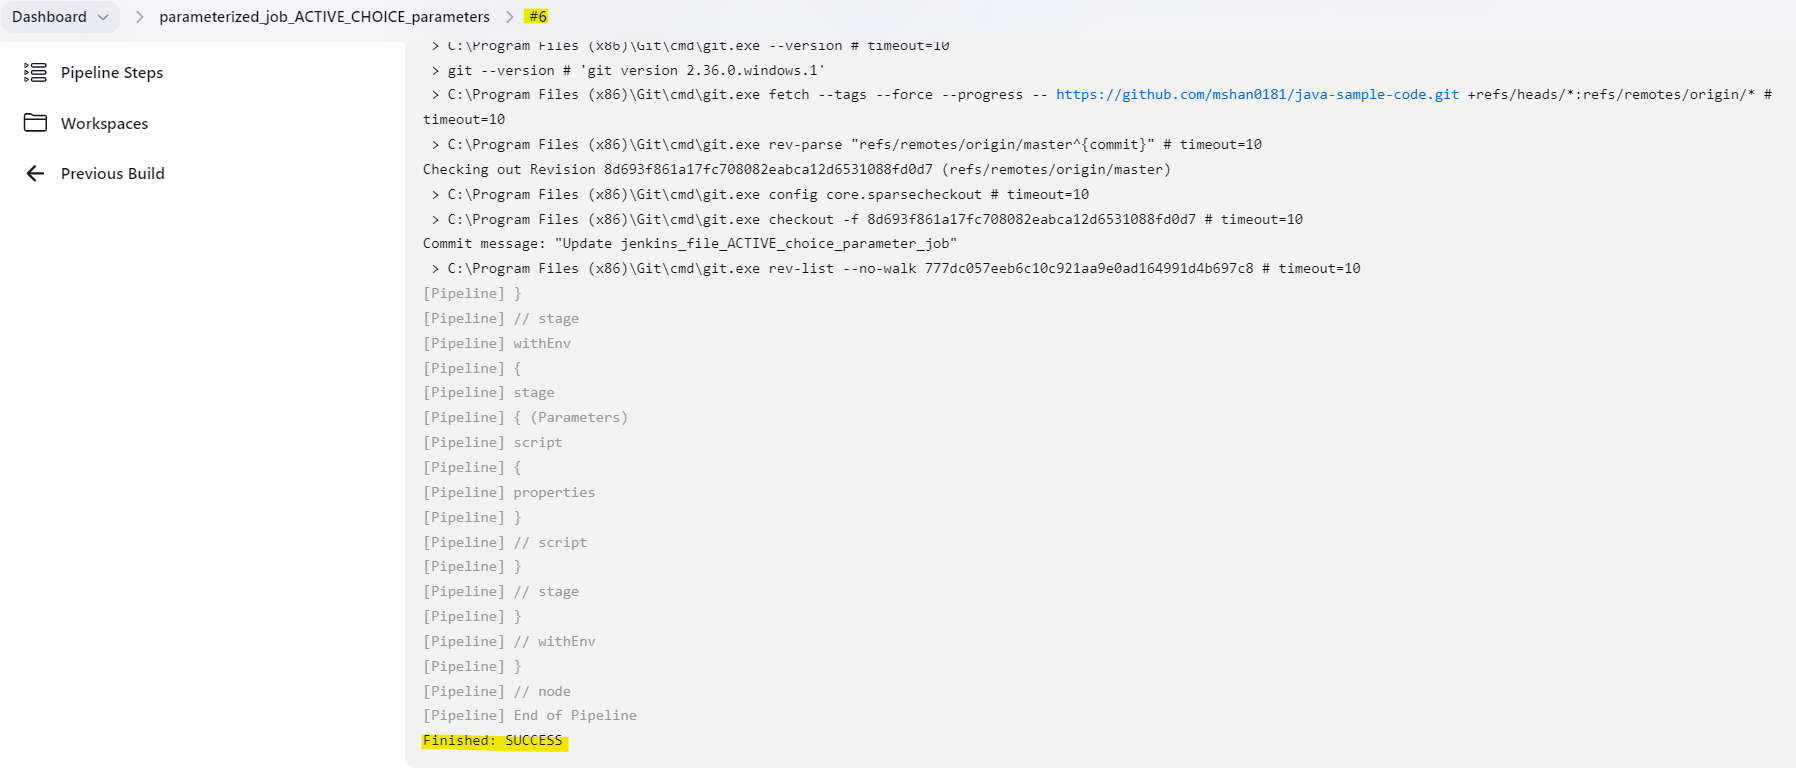 Dashboard
parameterized_job_ACTIVE_CHOICE_parameters
#6
Pipeline Steps
Workspaces
Previous Build
> C:\Program Files (x86)\Git\cmd\git.exe --version # timeout=10
> git --version # 'git version 2.36.0.windows.1'
> C:\Program Files (x86)\Git\cmd\git.exe fetch --tags --force --progress -- https://github.com/mshan0181/java-sample-code.git +refs/heads/*:refs/remotes/origin/* #
timeout=10
> C:\Program Files (x86)\Git\cmd\git.exe rev-parse "refs/remotes/origin/master^{commit}" # timeout=10
Checking out Revision 8d693f861a17fc708082eabca12d6531088fd0d7 (refs/remotes/origin/master)
> C:\Program Files (x86)\Git\cmd\git.exe config core.sparsecheckout # timeout=10
> C:\Program Files (x86)\Git\cmd\git.exe checkout -f 8d693f861a17fc708082eabca12d6531088fd0d7 # timeout=10
Commit message: "Update jenkins_file_ACTIVE_choice_parameter_job"
> C:\Program Files (x86)\Git\cmd\git.exe rev-list --no-walk 777dc057eeb6c10c921aa9e0ad164991d4b697c8 # timeout=10
[Pipeline] }
[Pipeline] // stage
[Pipeline] withEnv
[Pipeline] {
[Pipeline] stage
[Pipeline] { (Parameters)
[Pipeline] script
[Pipeline] {
[Pipeline] properties
[Pipeline] }
[Pipeline] // script
[Pipeline] }
[Pipeline] // stage
[Pipeline] }
[Pipeline] // withEnv
[Pipeline] }
[Pipeline] // node
[Pipeline] End of Pipeline
Finished: SUCCESS